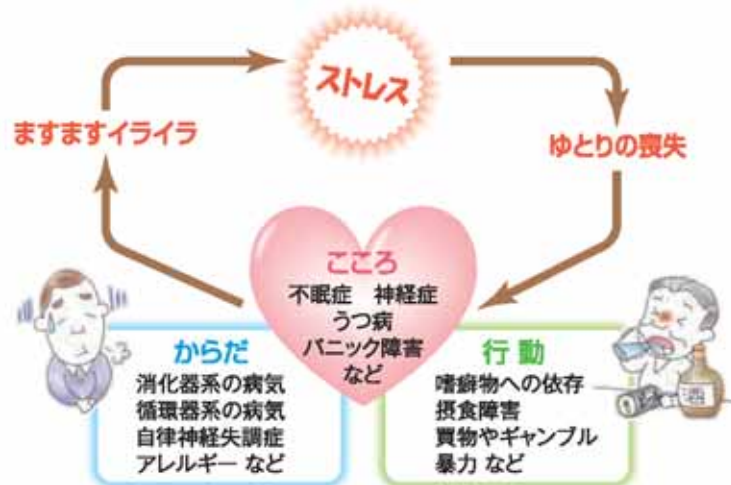 ストレス
ゆとりの喪失
ますますイライラ
こころ
不眠症 神経症
うつ病
パニック障害
など
からだ
消化器系の病気
循環器系の病気
自律神経失調症
アレルギー など
行動
嗜癖物への依存
摂食障害
買物やギャンブル
暴力 など
酒